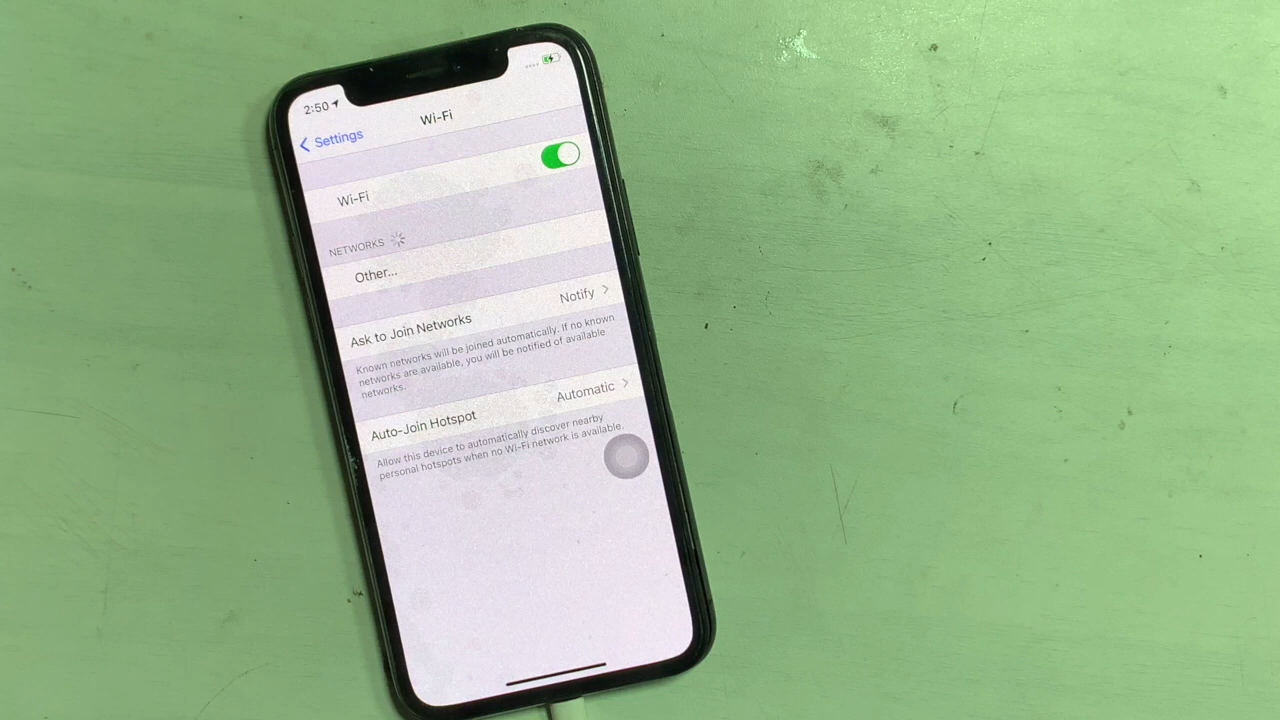 2:50
Settings
Wi-Fi
Wi-Fi
NETWORKS
Other...
Ask to Join Networks Notify
Known networks will be joined automatically. If no known
networks are available, you will be notified of available
networks.
Auto-Join Hotspot Automatic
Allow this device to automatically discover nearby
personal hotspots when no Wi-Fi network is available.